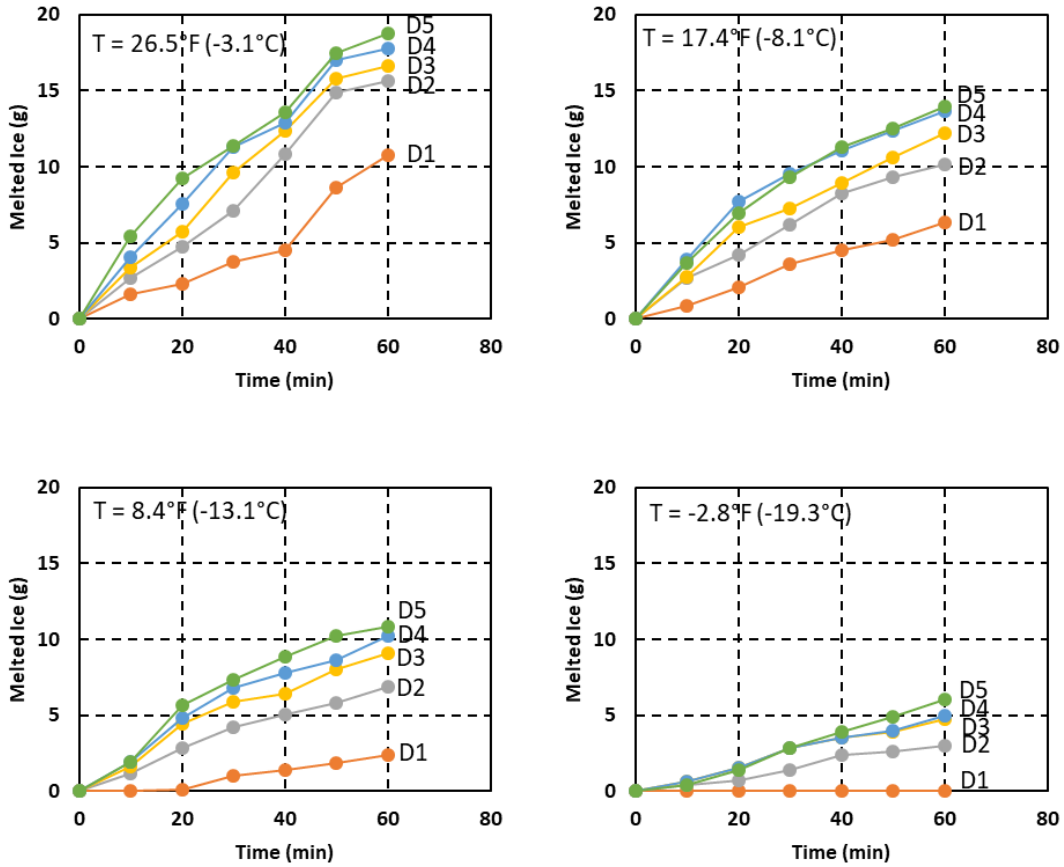 20
T = 26.5°F (-3.1°C)
D5
D4
D3
D2
D1
15
10
5
0
Melted Ice (g)
0 20 40 60 80
Time (min)
20
T = 17.4°F (-8.1°C)
D5
D4
D3
D2
D1
15
10
5
0
Melted Ice (g)
0 20 40 60 80
Time (min)
20
T = 8.4°F (-13.1°C)
D5
D4
D3
D2
D1
15
10
5
0
Melted Ice (g)
0 20 40 60 80
Time (min)
20
T = -2.8°F (-19.3°C)
D5
D4
D3
D2
D1
15
10
5
0
Melted Ice (g)
0 20 40 60 80
Time (min)